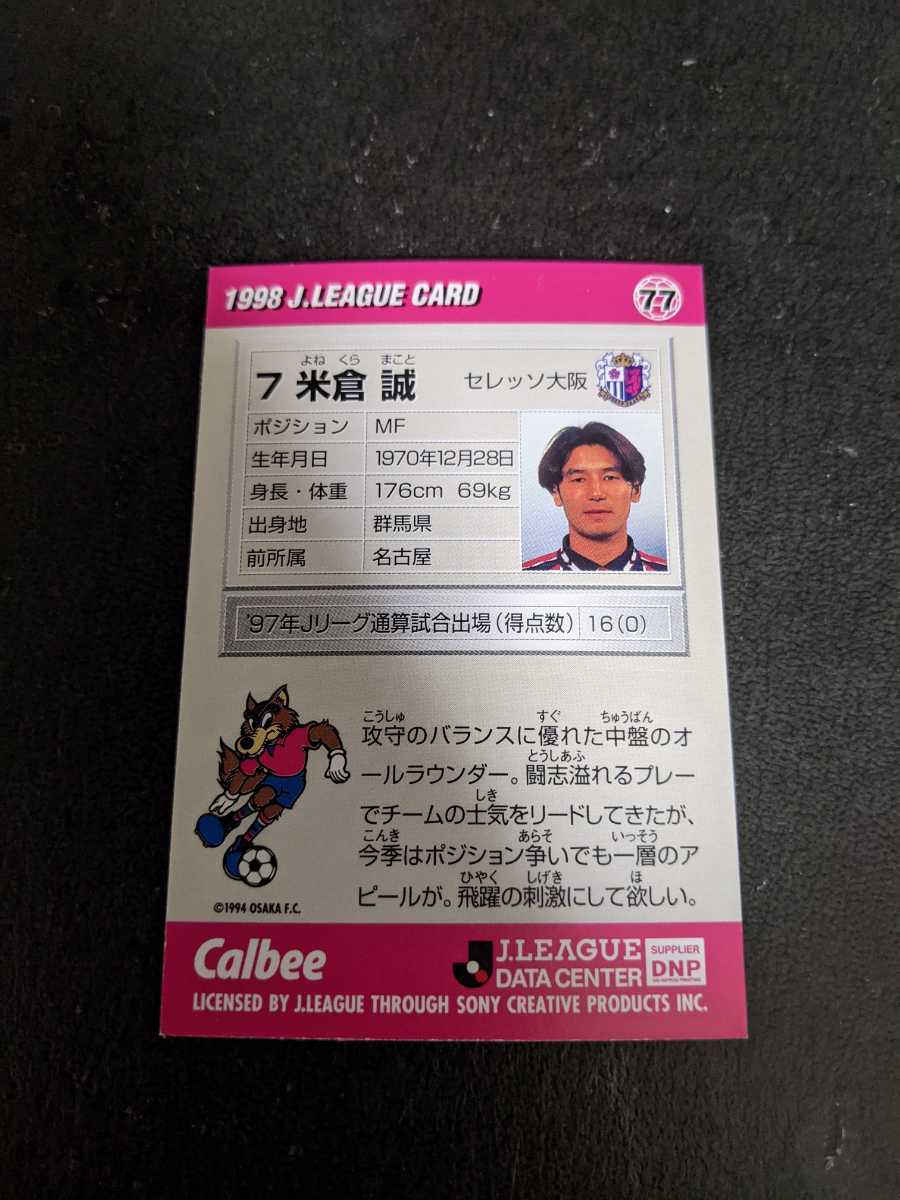 1998 J.LEAGUE CARD
77
よね くら まこと
7 米倉 誠 セレッソ大阪
ポジション MF
生年月日 1970年12月28日
身長・体重 176cm 69kg
出身地 群馬県
前所属 名古屋
'97年Jリーグ通算試合出場(得点数) 16(0)
こうしゅ すぐ ちゅうばん
攻守のバランスに優れた中盤のオ
とうしあふ
ールラウンダー。闘志溢れるプレー
しき
でチームの士気をリードしてきたが、
こんき あらそ いっそう
今季はポジション争いでも一層のア
ひやく しげき ほ
ピールが。飛躍の刺激にして欲しい。
©1994 OSAKA F.C.
Calbee
J.LEAGUE
DATA CENTER
SUPPLIER
DNP
LICENSED BY J.LEAGUE THROUGH SONY CREATIVE PRODUCTS INC.